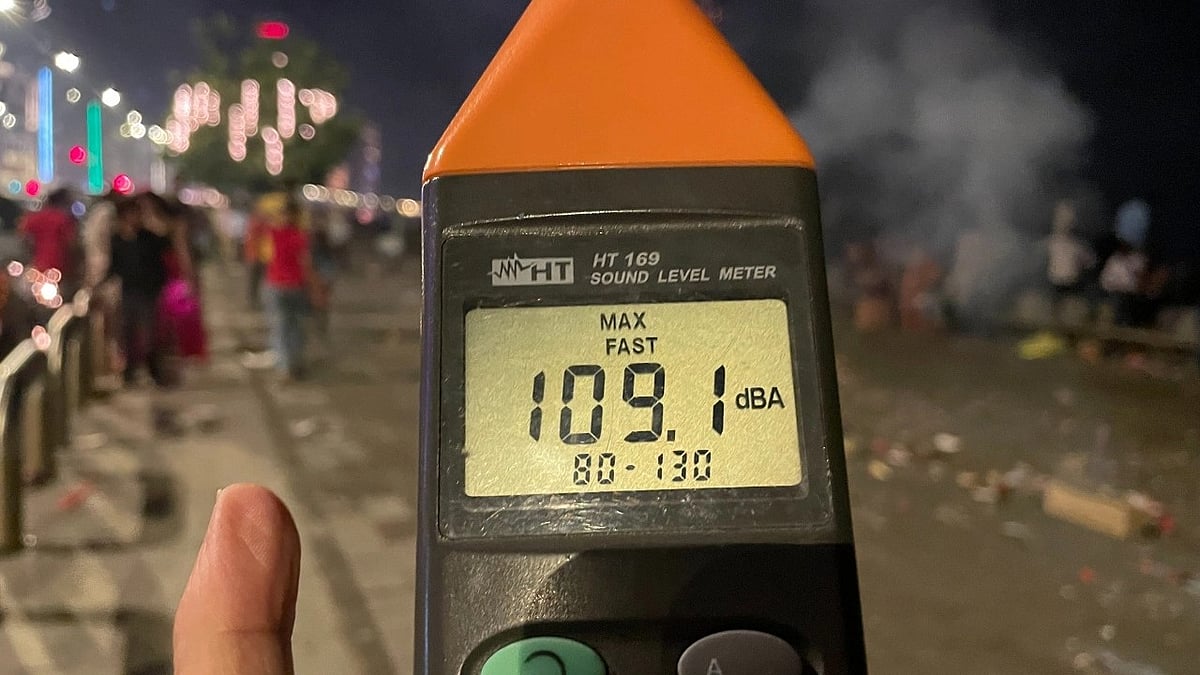 HT
HT 169
SOUND LEVEL METER
MAX
FAST
109.1 dBA
80-130
A